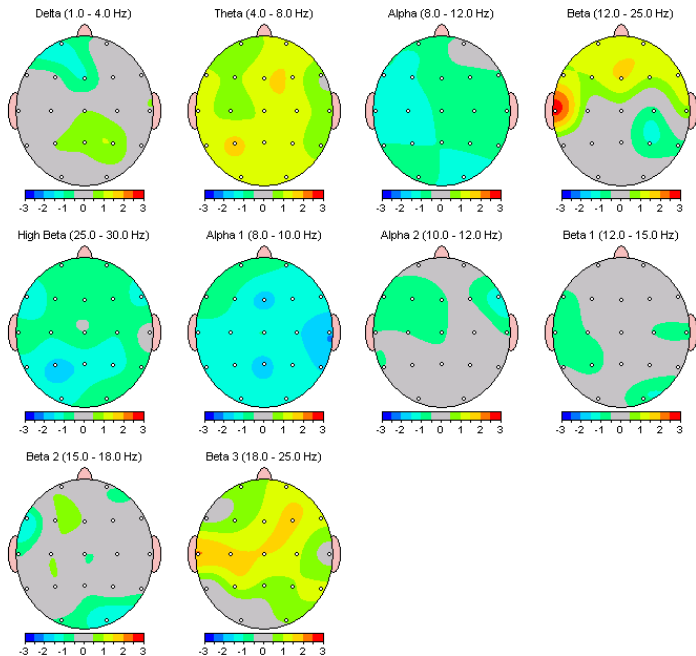 Delta (1.0 - 4.0 Hz) Theta (4.0 - 8.0 Hz) Alpha (8.0 - 12.0 Hz) Beta (12.0 - 25.0 Hz)
-3 -2 -1 0 1 2 3 -3 -2 -1 0 1 2 3 -3 -2 -1 0 1 2 3 -3 -2 -1 0 1 2 3
High Beta (25.0 - 30.0 Hz) Alpha 1 (8.0 - 10.0 Hz) Alpha 2 (10.0 - 12.0 Hz) Beta 1 (12.0 - 15.0 Hz)
-3 -2 -1 0 1 2 3 -3 -2 -1 0 1 2 3 -3 -2 -1 0 1 2 3 -3 -2 -1 0 1 2 3
Beta 2 (15.0 - 18.0 Hz) Beta 3 (18.0 - 25.0 Hz)
-3 -2 -1 0 1 2 3 -3 -2 -1 0 1 2 3